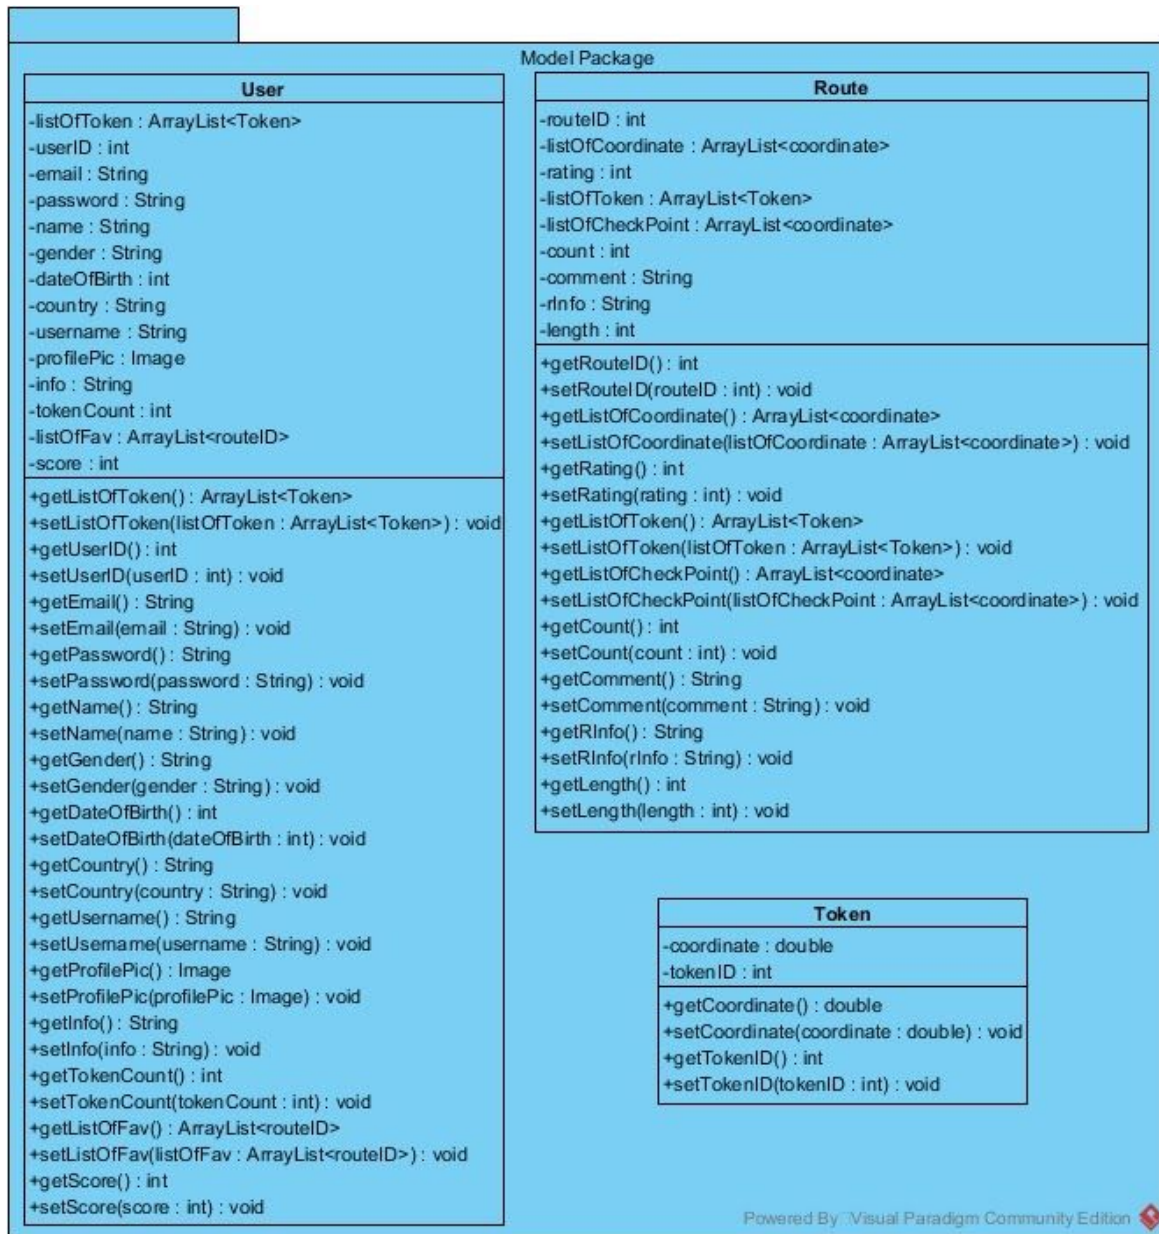 Model Package
User
-listOfToken : ArrayList<Token>
-userID : int
-email : String
-password : String
-name : String
-gender : String
-dateOfBirth : int
-country : String
-username : String
-profilePic : Image
-info : String
-tokenCount : int
-listOfFav : ArrayList<routeID>
-score : int
+getListOfToken() : ArrayList<Token>
+setListOfToken(listOfToken : ArrayList<Token>) : void
+getUserID() : int
+setUserID(userID : int) : void
+getEmail() : String
+setEmail(email : String) : void
+getPassword() : String
+setPassword(password : String) : void
+getName() : String
+setName(name : String) : void
+getGender() : String
+setGender(gender : String) : void
+getDateOfBirth() : int
+setDateOfBirth(dateOfBirth : int) : void
+getCountry() : String
+setCountry(country : String) : void
+getUsername() : String
+setUsername(username : String) : void
+getProfilePic() : Image
+setProfilePic(profilePic : Image) : void
+getInfo() : String
+setInfo(info : String) : void
+getTokenCount() : int
+setTokenCount(tokenCount : int) : void
+getListOfFav() : ArrayList<routeID>
+setListOfFav(listOfFav : ArrayList<routeID>) : void
+getScore() : int
+setScore(score : int) : void
Route
-routeID : int
-listOfCoordinate : ArrayList<coordinate>
-rating : int
-listOfToken : ArrayList<Token>
-listOfCheckPoint : ArrayList<coordinate>
-count : int
-comment : String
-rInfo : String
-length : int
+getRouteID() : int
+setRouteID(routeID : int) : void
+getListOfCoordinate() : ArrayList<coordinate>
+setListOfCoordinate(listOfCoordinate : ArrayList<coordinate>) : void
+getRating() : int
+setRating(rating : int) : void
+getListOfToken() : ArrayList<Token>
+setListOfToken(listOfToken : ArrayList<Token>) : void
+getListOfCheckPoint() : ArrayList<coordinate>
+setListOfCheckPoint(listOfCheckPoint : ArrayList<coordinate>) : void
+getCount() : int
+setCount(count : int) : void
+getComment() : String
+setComment(comment : String) : void
+getRInfo() : String
+setRInfo(rInfo : String) : void
+getLength() : int
+setLength(length : int) : void
Token
-coordinate : double
-tokenID : int
+getCoordinate() : double
+setCoordinate(coordinate : double) : void
+getTokenID() : int
+setTokenID(tokenID : int) : void
Powered By Visual Paradigm Community Edition